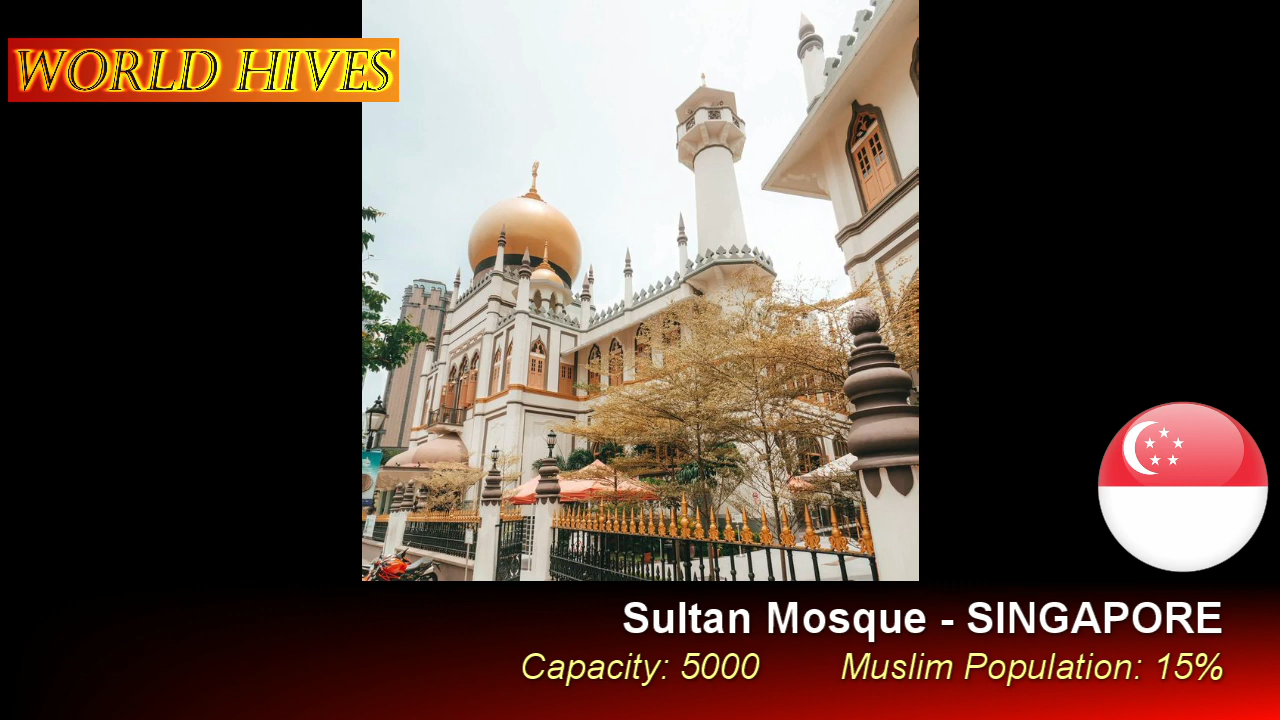 WORLD HIVES
Sultan Mosque - SINGAPORE
Capacity: 5000 Muslim Population: 15%